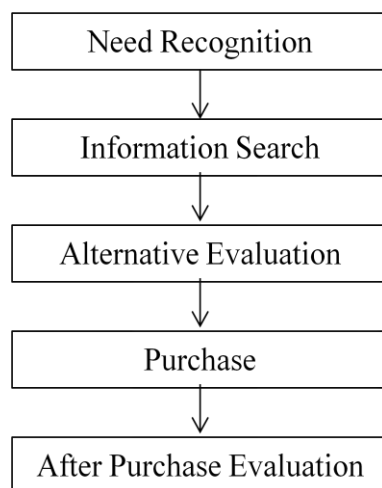 Need Recognition
Information Search
Alternative Evaluation
Purchase
After Purchase Evaluation